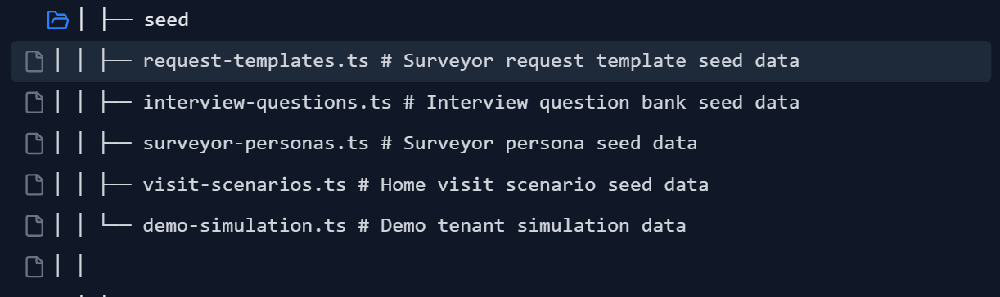 │ ├── seed
│ │ ├── request-templates.ts # Surveyor request template seed data
│ │ ├── interview-questions.ts # Interview question bank seed data
│ │ ├── surveyor-personas.ts # Surveyor persona seed data
│ │ ├── visit-scenarios.ts # Home visit scenario seed data
│ │ └── demo-simulation.ts # Demo tenant simulation data
│ │